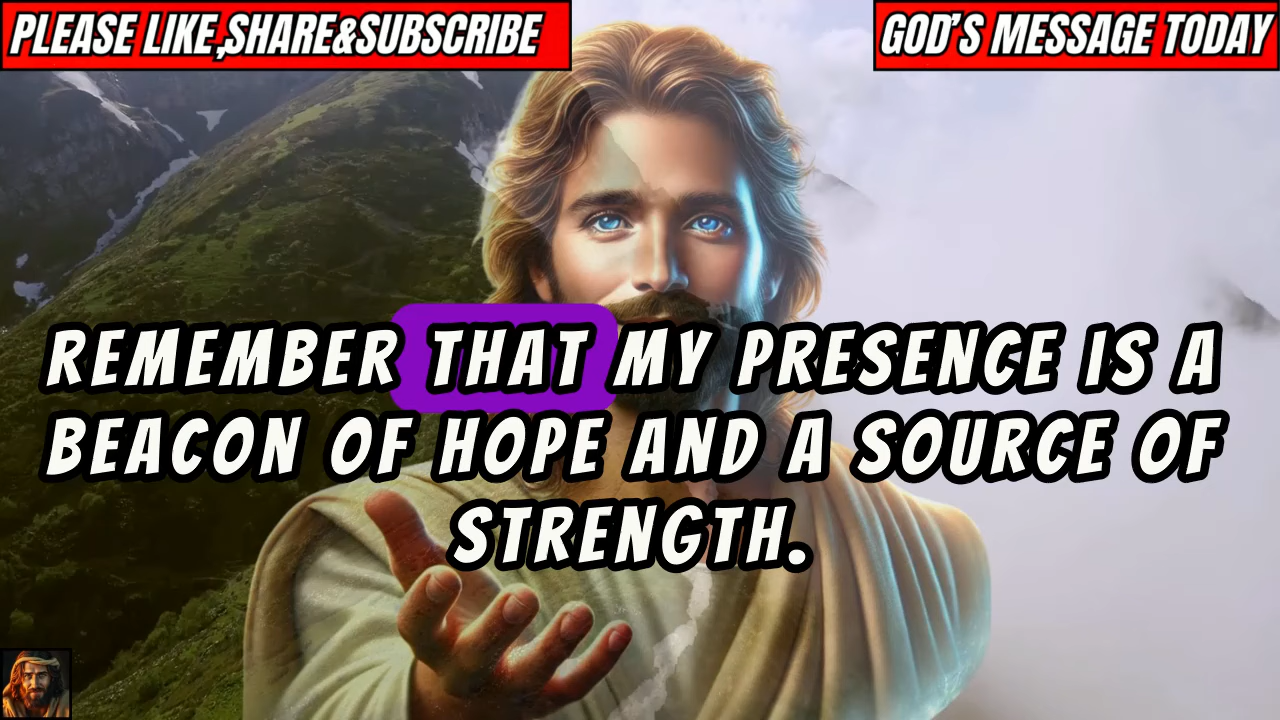 PLEASE LIKE,SHARE&SUBSCRIBE
GOD'S MESSAGE TODAY
REMEMBER THAT MY PRESENCE IS A
BEACON OF HOPE AND A SOURCE OF
STRENGTH.